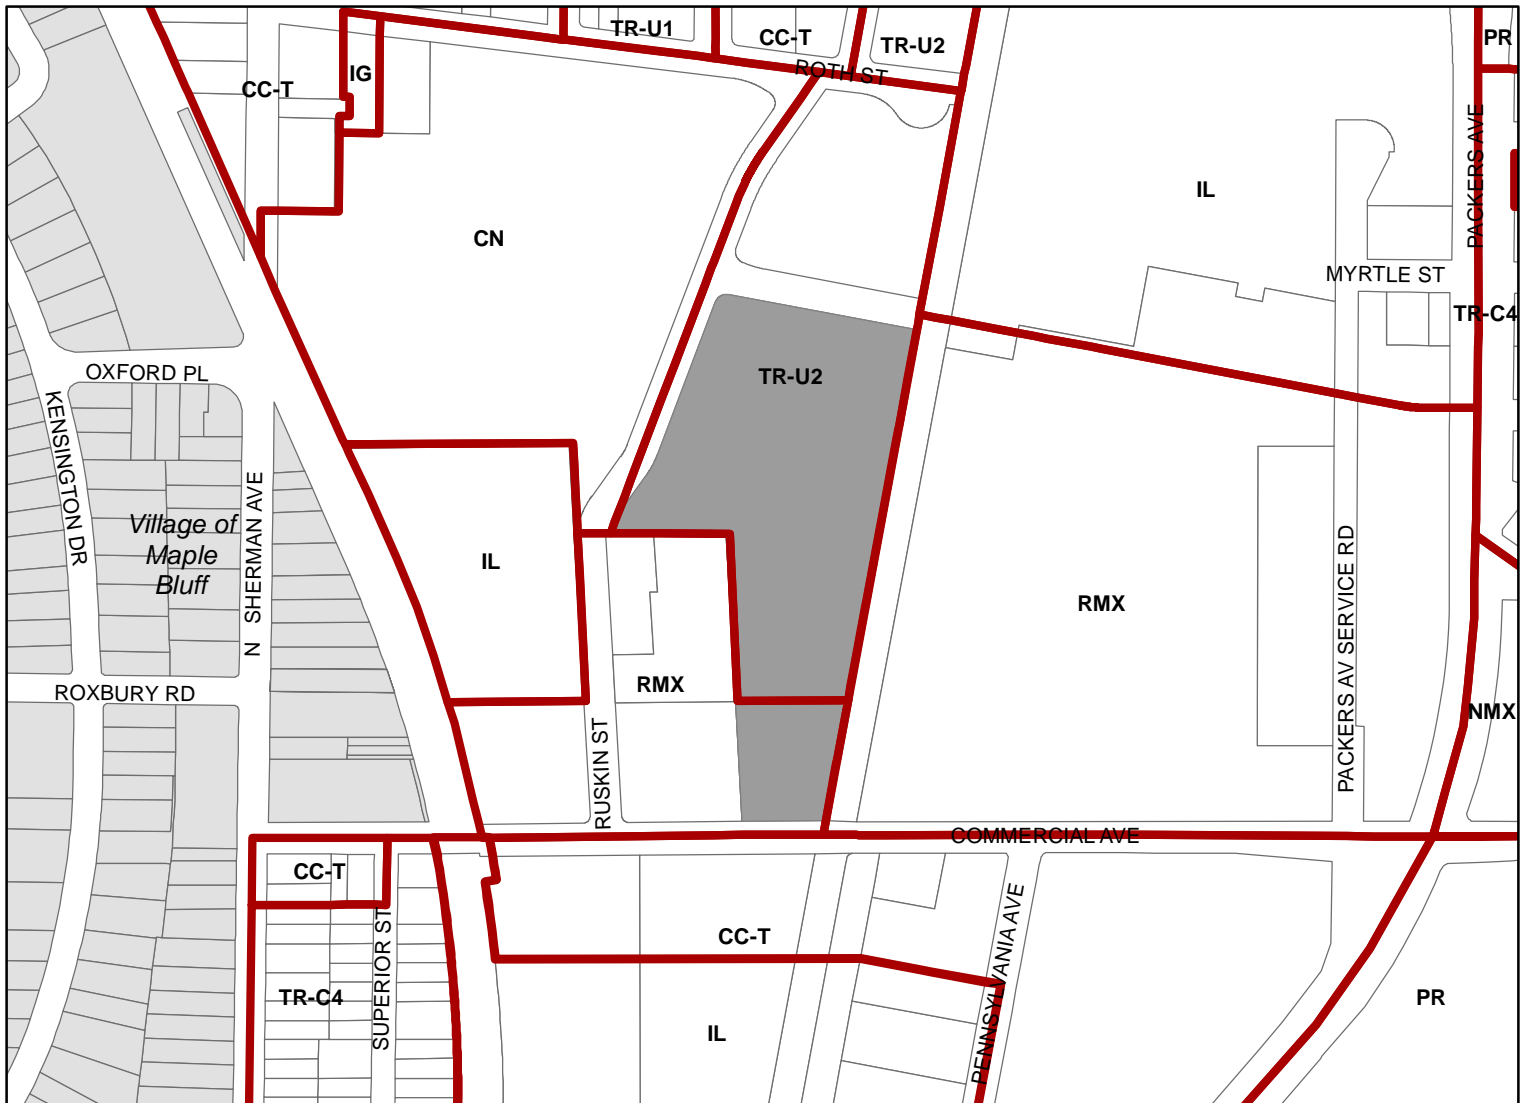 TR-U1
CC-T
TR-U2
PR
ROTH ST
IG
CC-T
PACKERS AVE
IL
CN
MYRTLE ST
TR-C4
OXFORD PL
TR-U2
KENSINGTON DR
N SHERMAN AVE
Village of
Maple
Bluff
IL
RMX
PACKERS AV SERVICE RD
RMX
ROXBURY RD
NMX
RUSKIN ST
COMMERCIAL AVE
CC-T
SUPERIOR ST
CC-T
PENNSYLVANIA AVE
TR-C4
PR
IL